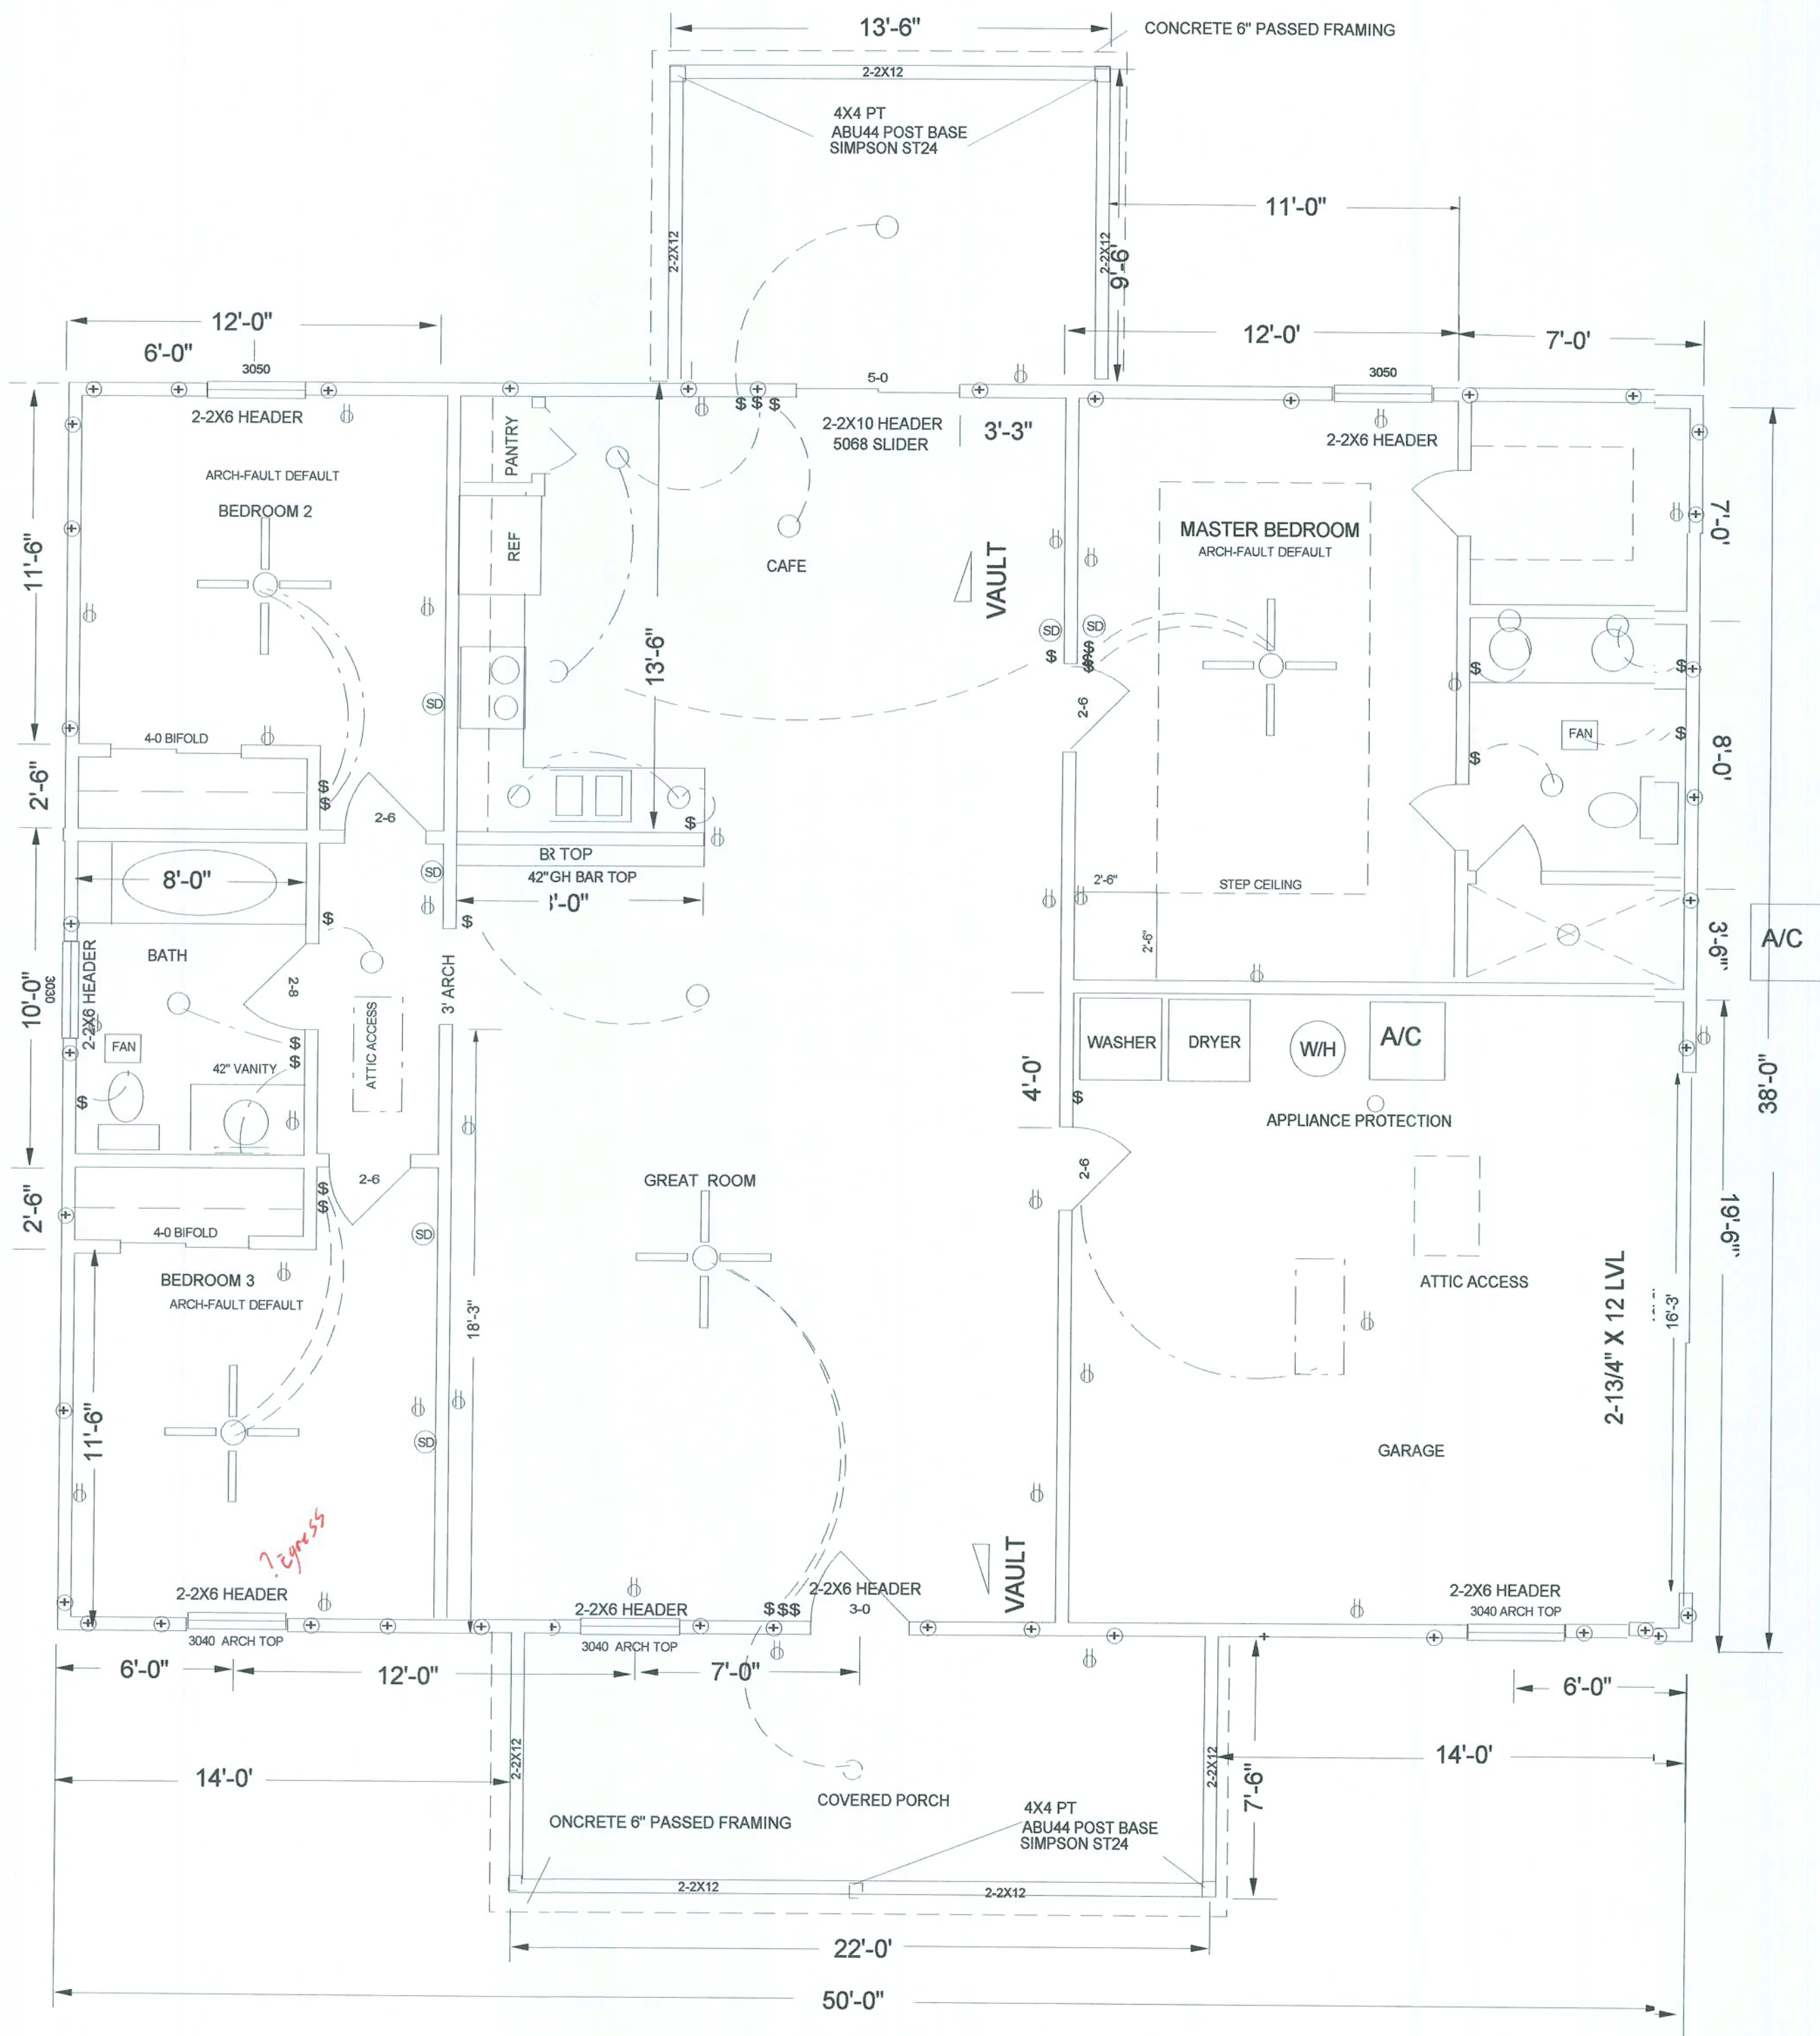 13'-6"
CONCRETE 6" PASSED FRAMING
2-2X12
4X4 PT
ABU44 POST BASE
SIMPSON ST24
11'-0"
2-2X12
2-2X12
9'-6'
12'-0"
12'-0'
7'-0'
6'-0"
3050
5-0
3050
2-2X6 HEADER
PANTRY
2-2X10 HEADER
5068 SLIDER
3'-3"
2-2X6 HEADER
$ $ $
ARCH-FAULT DEFAULT
BEDROOM 2
11'-6"
REF
CAFE
VAULT
MASTER BEDROOM
ARCH-FAULT DEFAULT
7'-0'
13'-6"
SD
SD
$
$
$
$
$
$
SD
2-6
FAN
$
$
8'-0'
4-0 BIFOLD
2'-6"
$
$
2-6
$
BR TOP
42"GH BAR TOP
'-0"
8'-0"
SD
$
$
2'-6"
STEP CEILING
2'-6"
3'-6"
A/C
BATH
2-2X6 HEADER
3030
10'-0"
2-8
3' ARCH
ATTIC ACCESS
FAN
42" VANITY
$
$
$
WASHER
DRYER
W/H
A/C
4'-0'
$
APPLIANCE PROTECTION
38'-0"
2-6
2-6
GREAT ROOM
2'-6"
$
$
4-0 BIFOLD
SD
BEDROOM 3
ARCH-FAULT DEFAULT
18'-3"
ATTIC ACCESS
2-13/4" X 12 LVL
16'-3'
19'-6"
11'-6"
SD
GARAGE
? Egress
VAULT
2-2X6 HEADER
2-2X6 HEADER
$$$
2-2X6 HEADER
3-0
2-2X6 HEADER
3040 ARCH TOP
3040 ARCH TOP
3040 ARCH TOP
6'-0"
12'-0"
7'-0"
6'-0"
14'-0'
2-2X12
2-2X12
7'-6"
14'-0'
COVERED PORCH
ONCRETE 6" PASSED FRAMING
4X4 PT
ABU44 POST BASE
SIMPSON ST24
2-2X12
2-2X12
22'-0'
50'-0"